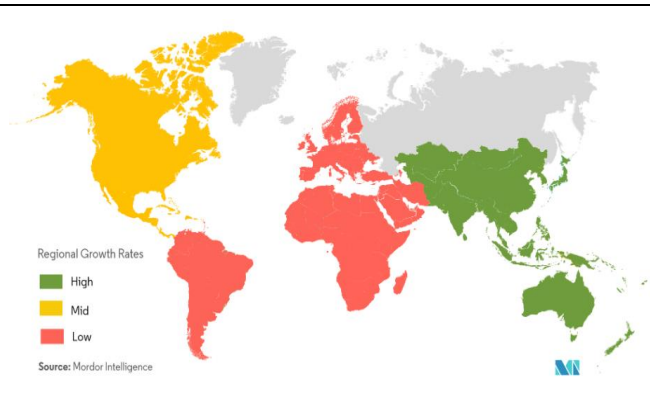 Regional Growth Rates
High
Mid
Low
Source: Mordor Intelligence